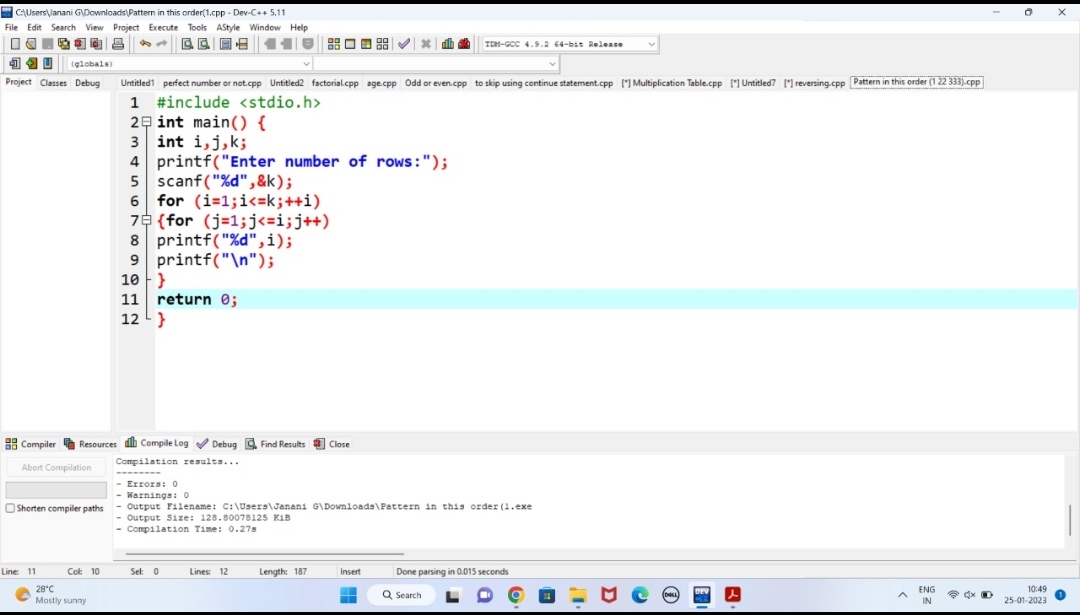 C:\Users\Janani G\Downloads\Pattern in this order(1.cpp - Dev-C++ 5.11
File Edit Search View Project Execute Tools AStyle Window Help
TDM-GCC 4.9.2 64-bit Release
(globals)
Project Classes Debug Untitled1 perfect number or not.cpp Untitled2 factorial.cpp age.cpp Odd or even.cpp to skip using continue statement.cpp [*] Multiplication Table.cpp [*] Untitled7 [*] reversing.cpp Pattern in this order (1 22 333).cpp
1 #include <stdio.h>
2 int main() {
3 int i,j,k;
4 printf("Enter number of rows:");
5 scanf("%d",&k);
6 for (i=1;i<=k;++i)
7 {for (j=1;j<=i;j++)
8 printf("%d",i);
9 printf("\n");
10 }
11 return 0;
12 }
Compiler Resources Compile Log Debug Find Results Close
Abort Compilation
Shorten compiler paths
Compilation results...
--------
- Errors: 0
- Warnings: 0
- Output Filename: C:\Users\Janani G\Downloads\Pattern in this order(1.exe
- Output Size: 128.80078125 KiB
- Compilation Time: 0.27s
Line: 11 Col: 10 Sel: 0 Lines: 12 Length: 187 Insert Done parsing in 0.015 seconds
28°C
Mostly sunny
Search
DELL
DEV
ENG
IN
10:49
25-01-2023
1